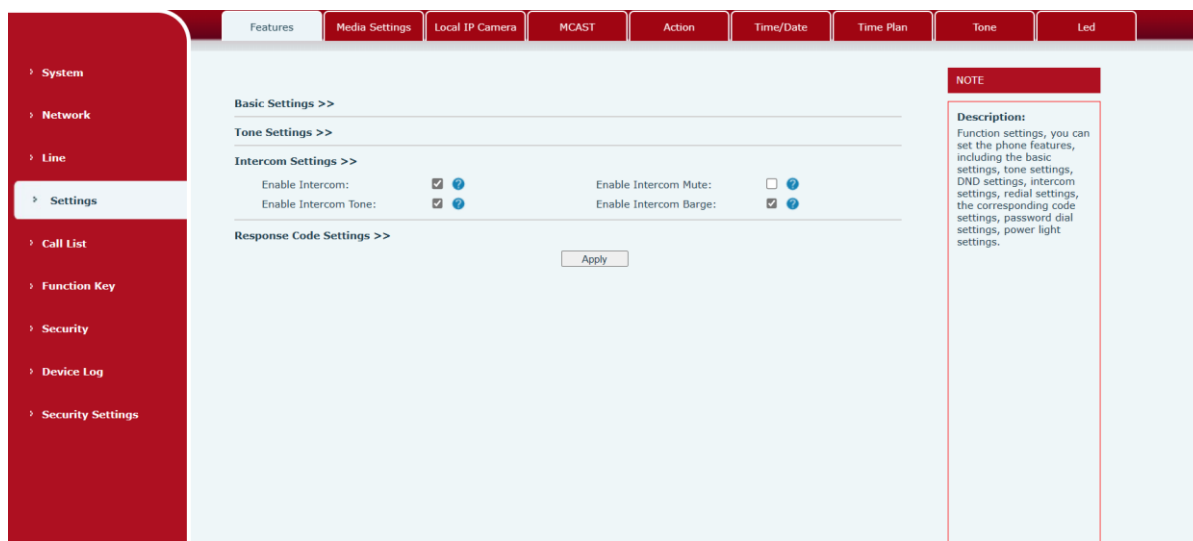 Features
Media Settings
Local IP Camera
MCAST
Action
Time/Date
Time Plan
Tone
Led
› System
› Network
› Line
› Settings
› Call List
› Function Key
› Security
› Device Log
› Security Settings
Basic Settings >>
Tone Settings >>
Intercom Settings >>
Enable Intercom: ? Enable Intercom Mute: ?
Enable Intercom Tone: ? Enable Intercom Barge: ?
Response Code Settings >>
Apply
NOTE
Description:
Function settings, you can
set the phone features,
including the basic
settings, tone settings,
DND settings, intercom
settings, redial settings,
the corresponding code
settings, password dial
settings, power light
settings.